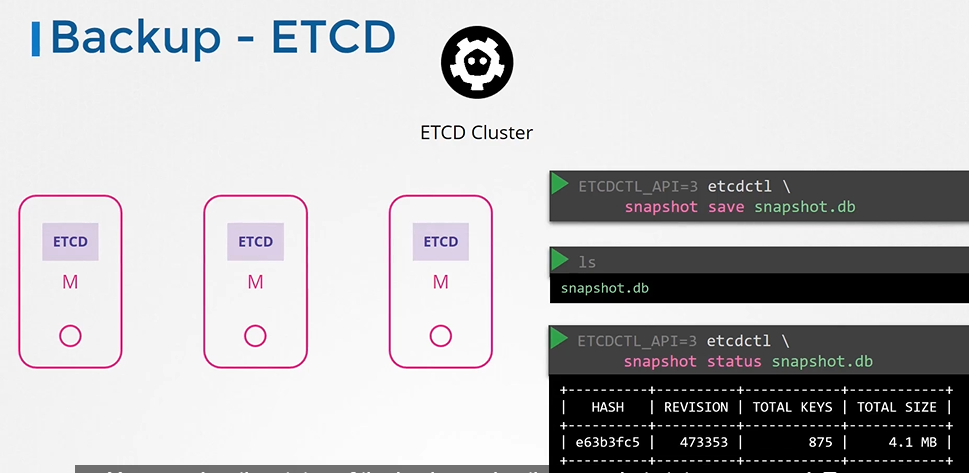 Backup - ETCD
ETCD Cluster
ETCD
M
ETCD
M
ETCD
M
ETCDCTL_API=3 etcdctl \
snapshot save snapshot.db
ls
snapshot.db
ETCDCTL_API=3 etcdctl \
snapshot status snapshot.db
+----------+----------+------------+------------+
| HASH | REVISION | TOTAL KEYS | TOTAL SIZE |
+----------+----------+------------+------------+
| e63b3fc5 | 473353 | 875 | 4.1 MB |
+----------+----------+------------+------------+